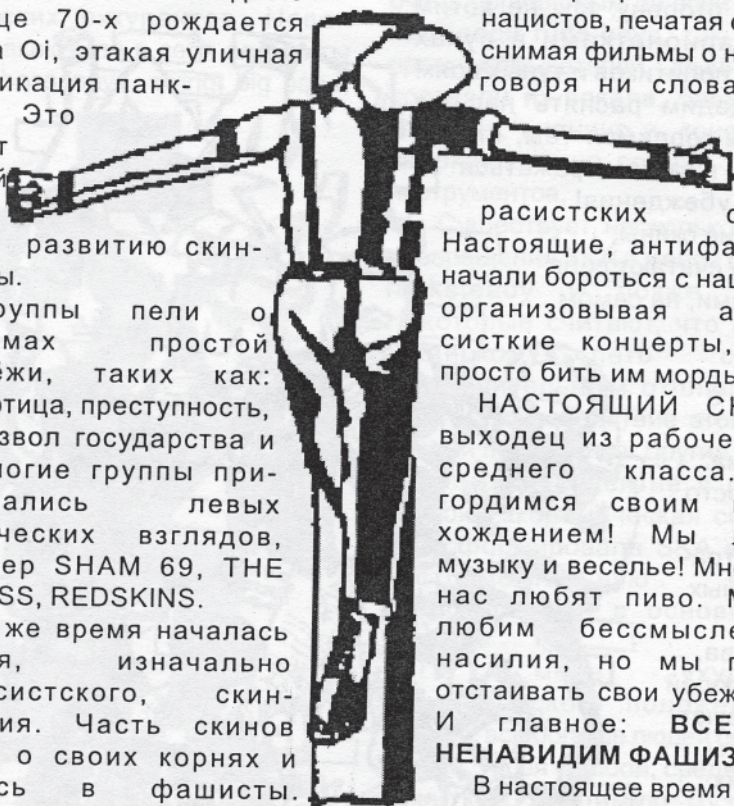 це 70-х рождается
а Oi, этакая уличная
икация панк-
Это
т
й
развитию скин-
ы.
руппы пели о
мах простой
ёжи, таких как:
отица, преступность,
звол государства и
ногие группы при-
ались левых
ческих взглядов,
ер SHAM 69, THE
SS, REDSKINS.
же время началась
я, изначально
систского, скин-
ия. Часть скинов
о своих корнях и
сь в фашисты.
нацистов, печатая с
снимая фильмы о н
говоря ни слова
расистских с
Настоящие, антифа
начали бороться с нац
организовывая а
систкие концерты,
просто бить им морды
НАСТОЯЩИЙ СК
выходец из рабоче
среднего класса.
гордимся своим
хождением! Мы
музыку и веселье! Мн
нас любят пиво. М
любим бессмысле
насилия, но мы г
отстаивать свои убеж
И главное: ВСЕ
НЕНАВИДИМ ФАШИЗ
В настоящее время